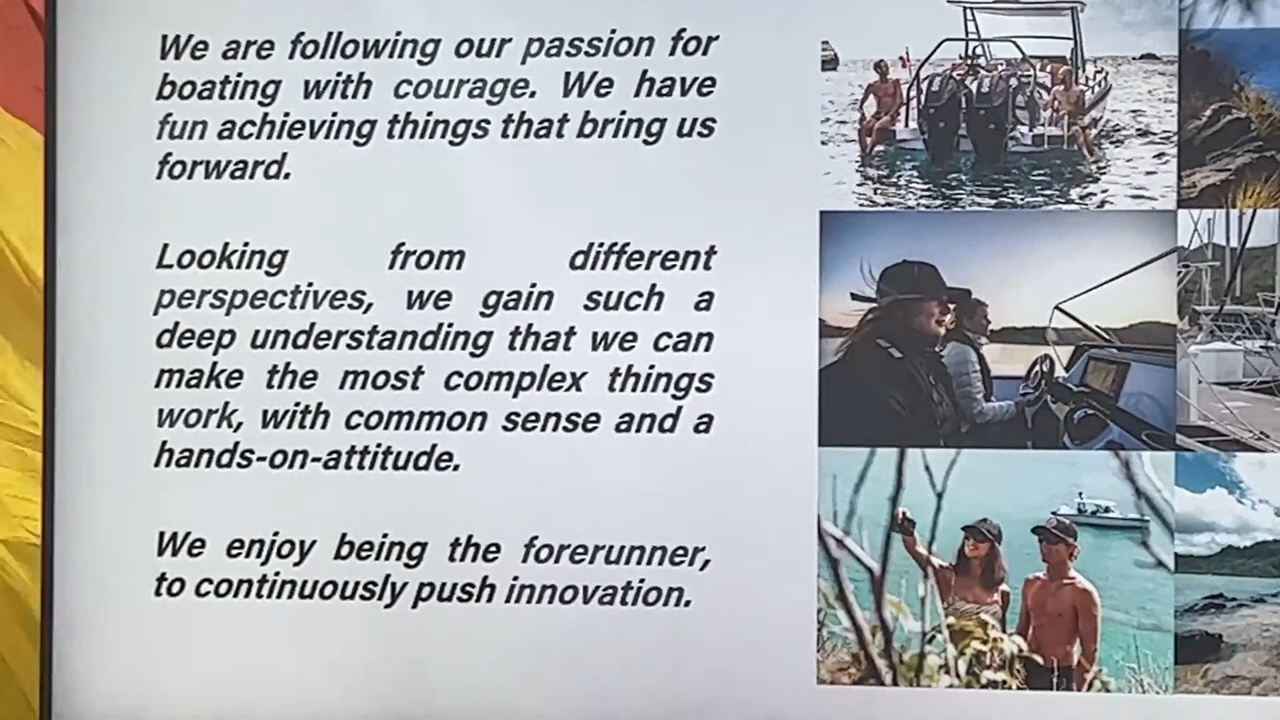 We are following our passion for
boating with courage. We have
fun achieving things that bring us
forward.
Looking from different
perspectives, we gain such a
deep understanding that we can
make the most complex things
work, with common sense and a
hands-on-attitude.
We enjoy being the forerunner,
to continuously push innovation.